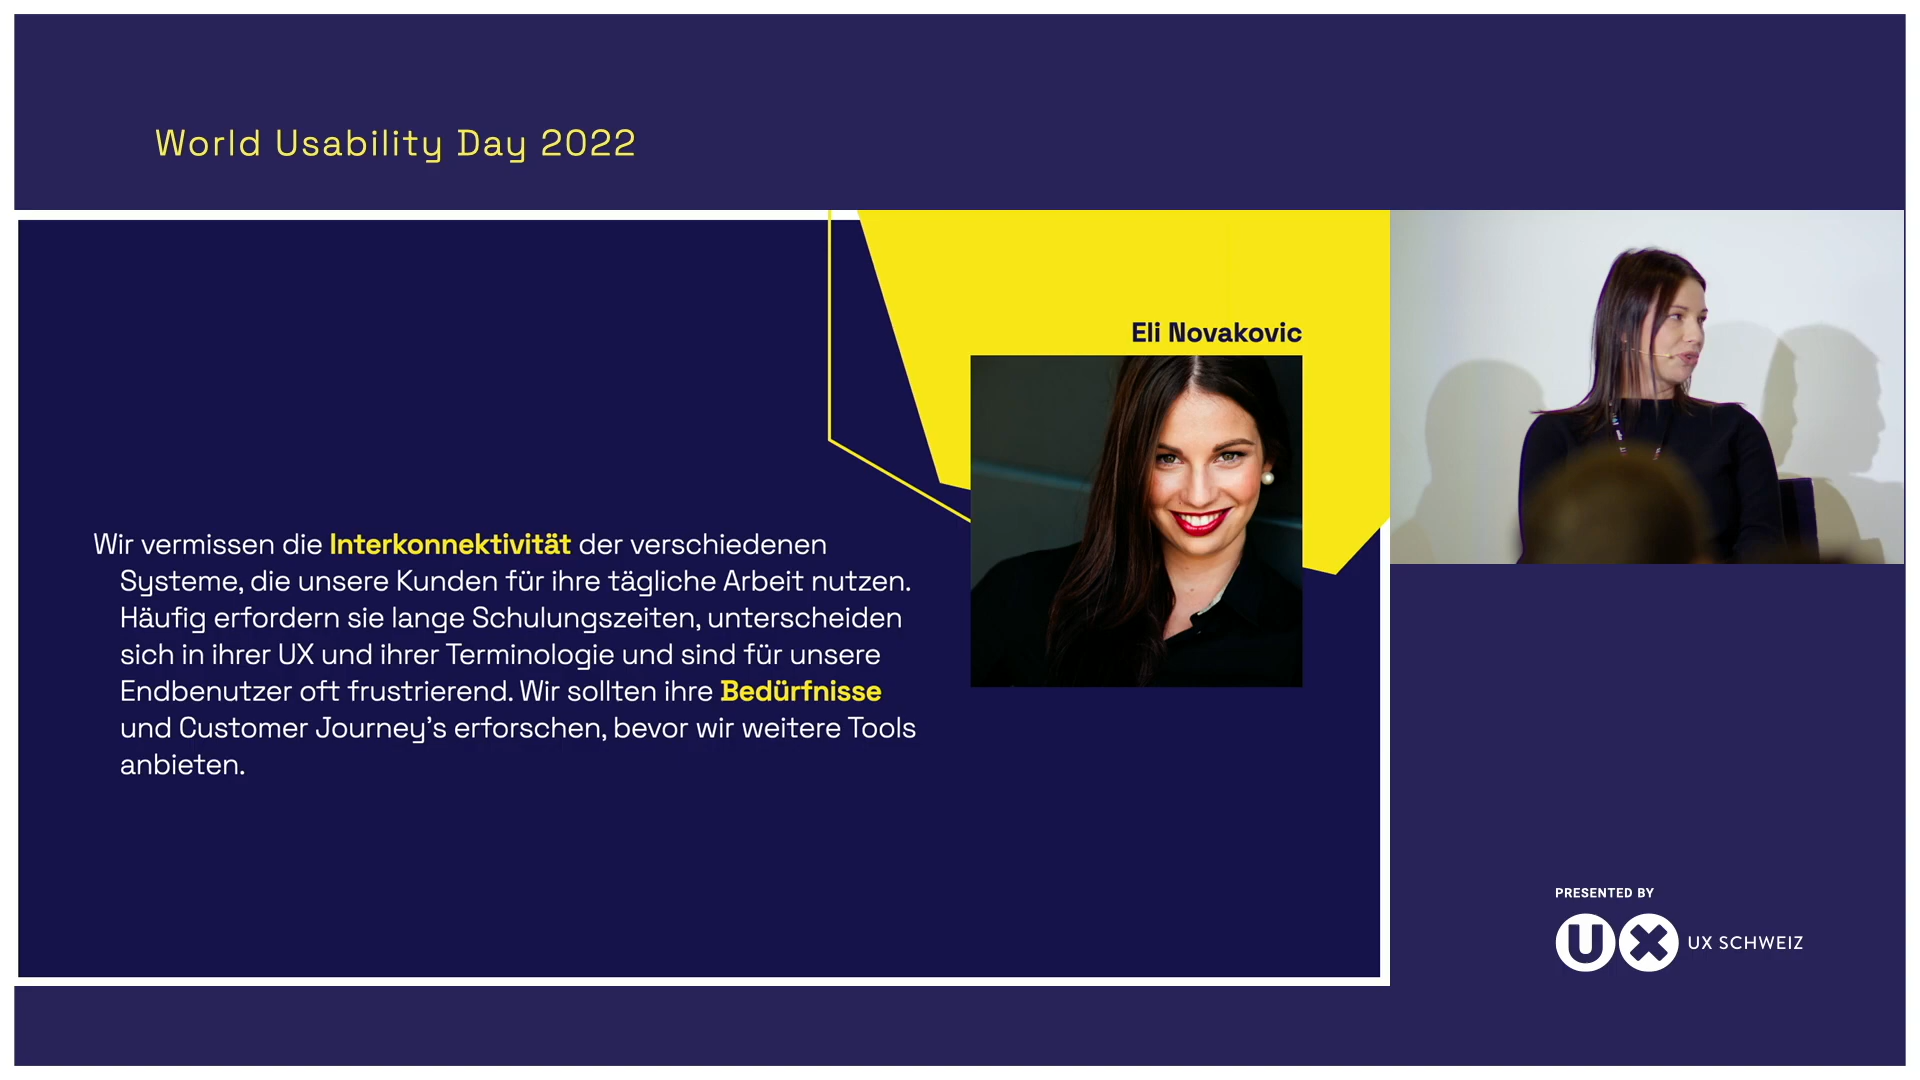 World Usability Day 2022
Eli Novakovic
Wir vermissen die Interkonnektivität der verschiedenen
Systeme, die unsere Kunden für ihre tägliche Arbeit nutzen.
Häufig erfordern sie lange Schulungszeiten, unterscheiden
sich in ihrer UX und ihrer Terminologie und sind für unsere
Endbenutzer oft frustrierend. Wir sollten ihre Bedürfnisse
und Customer Journey’s erforschen, bevor wir weitere Tools
anbieten.
PRESENTED BY
UX UX SCHWEIZ